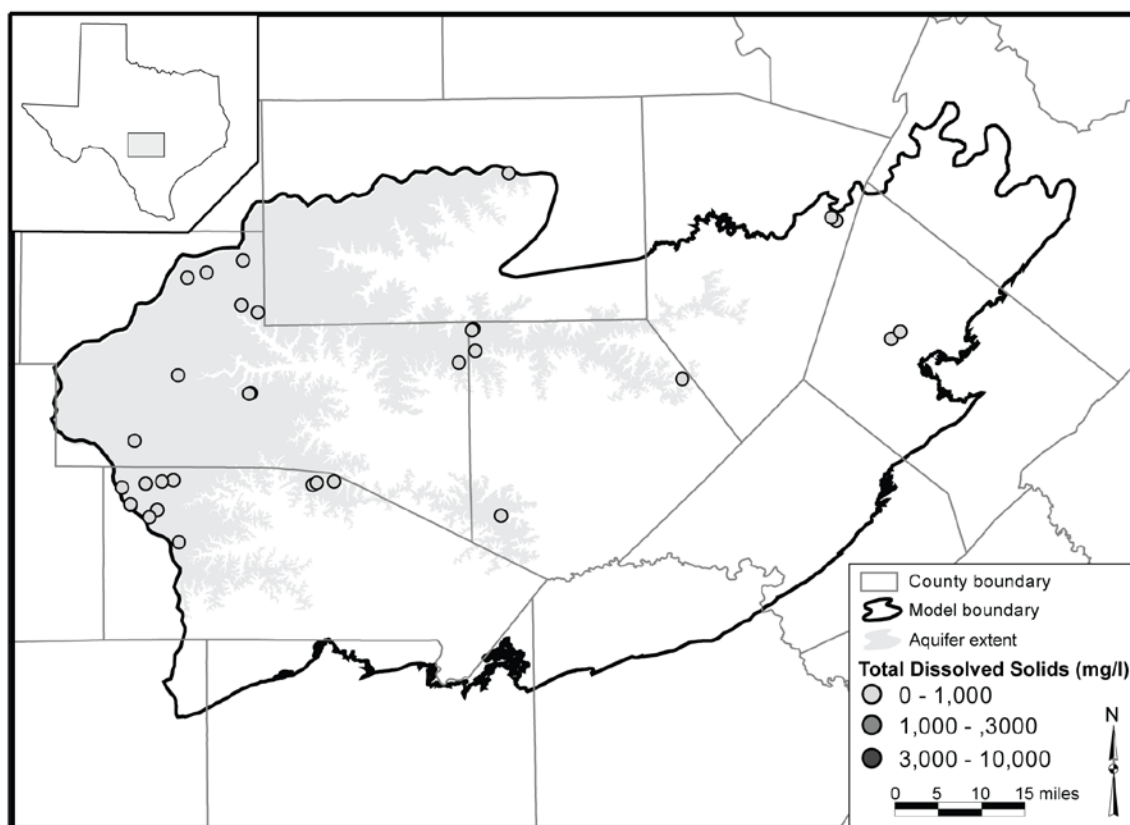 County boundary
Model boundary
Aquifer extent
Total Dissolved Solids (mg/l)
0 - 1,000
1,000 - ,3000
3,000 - 10,000
N
0 5 10 15 miles